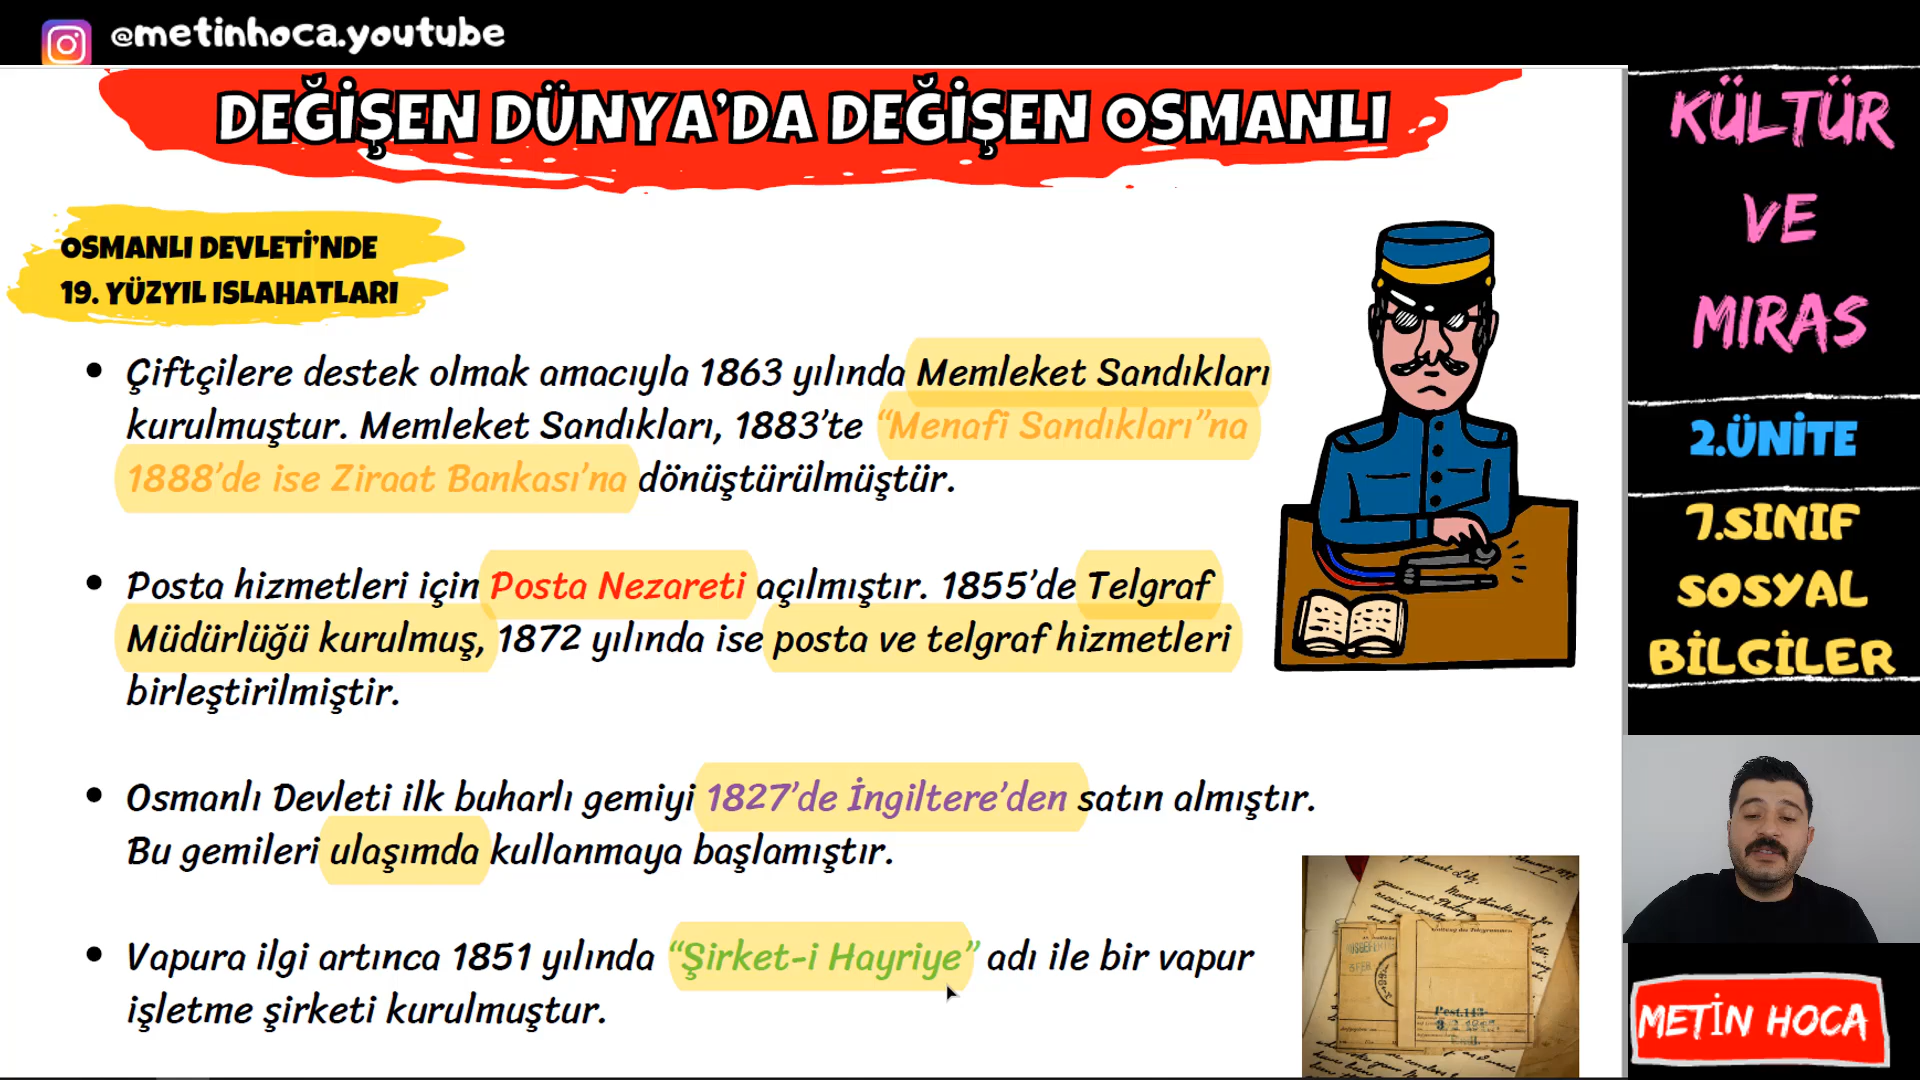 @metinhoca.youtube
DEĞİŞEN DÜNYA’DA DEĞİŞEN OSMANLI
OSMANLI DEVLETİ’NDE
19. YÜZYIL ISLAHATLARI
• Çiftçilere destek olmak amacıyla 1863 yılında Memleket Sandıkları
kurulmuştur. Memleket Sandıkları, 1883’te “Menafi Sandıkları”na
1888’de ise Ziraat Bankası’na dönüştürülmüştür.
• Posta hizmetleri için Posta Nezareti açılmıştır. 1855’de Telgraf
Müdürlüğü kurulmuş, 1872 yılında ise posta ve telgraf hizmetleri
birleştirilmiştir.
• Osmanlı Devleti ilk buharlı gemiyi 1827’de İngiltere’den satın almıştır.
Bu gemileri ulaşımda kullanmaya başlamıştır.
• Vapura ilgi artınca 1851 yılında “Şirket-i Hayriye” adı ile bir vapur
işletme şirketi kurulmuştur.
KÜLTÜR
VE
MIRAS
2.ÜNİTE
7.SINIF
SOSYAL
BİLGİLER
METİN HOCA